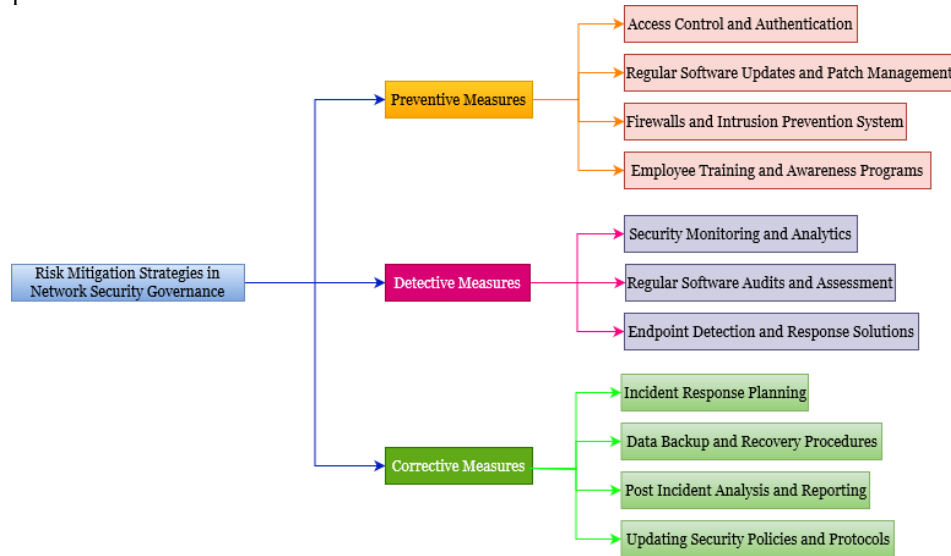 Access Control and Authentication
Regular Software Updates and Patch Management
Preventive Measures
Firewalls and Intrusion Prevention System
Employee Training and Awareness Programs
Security Monitoring and Analytics
Risk Mitigation Strategies in
Network Security Governance
Detective Measures
Regular Software Audits and Assessment
Endpoint Detection and Response Solutions
Incident Response Planning
Data Backup and Recovery Procedures
Corrective Measures
Post Incident Analysis and Reporting
Updating Security Policies and Protocols